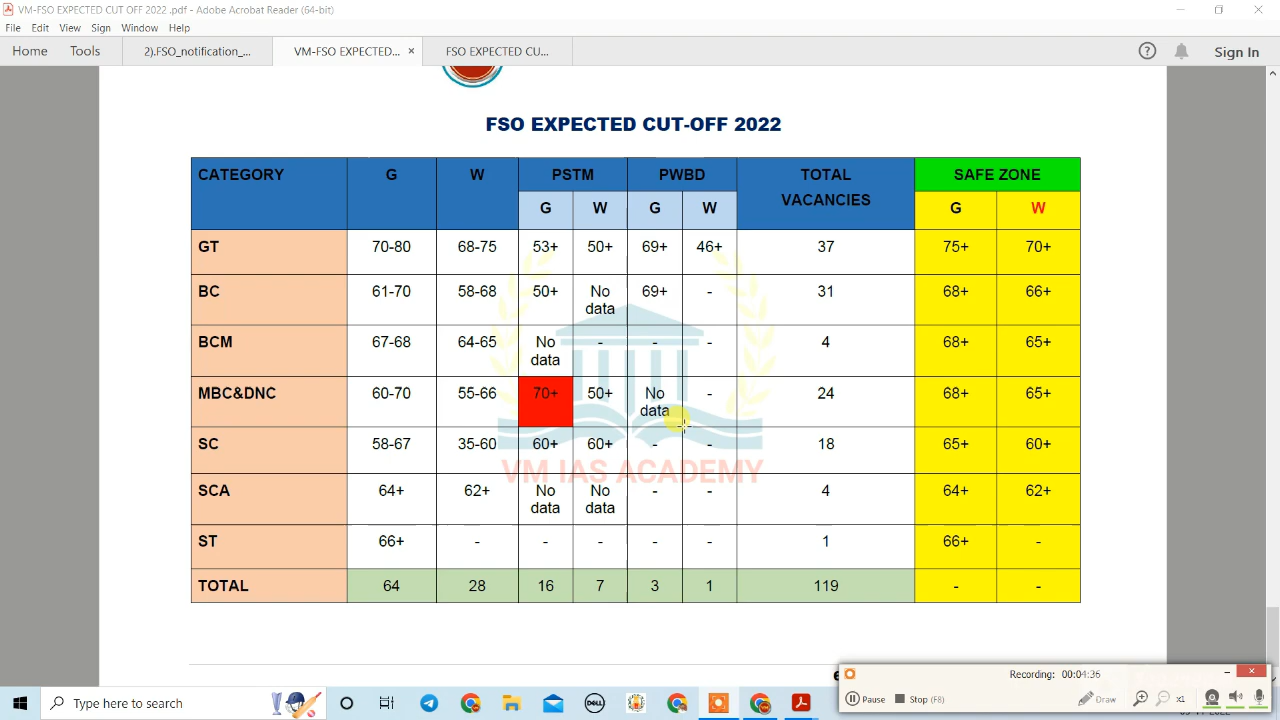 VM-FSO EXPECTED CUT OFF 2022 .pdf - Adobe Acrobat Reader (64-bit)
File Edit View Sign Window Help
Home Tools 2).FSO_notification_... VM-FSO EXPECTED... × FSO EXPECTED CU... Sign In
FSO EXPECTED CUT-OFF 2022
CATEGORY G W PSTM PWBD TOTAL VACANCIES SAFE ZONE
G W G W G W
GT 70-80 68-75 53+ 50+ 69+ 46+ 37 75+ 70+
BC 61-70 58-68 50+ No data 69+ - 31 68+ 66+
BCM 67-68 64-65 No data - - - 4 68+ 65+
MBC&DNC 60-70 55-66 70+ 50+ No data - 24 68+ 65+
SC 58-67 35-60 60+ 60+ - - 18 65+ 60+
VM IAS ACADEMY
SCA 64+ 62+ No data No data - - 4 64+ 62+
ST 66+ - - - - - 1 66+ -
TOTAL 64 28 16 7 3 1 119 - -
Recording: 00:04:36
Pause Stop (F8) Draw x1
Type here to search
DELL